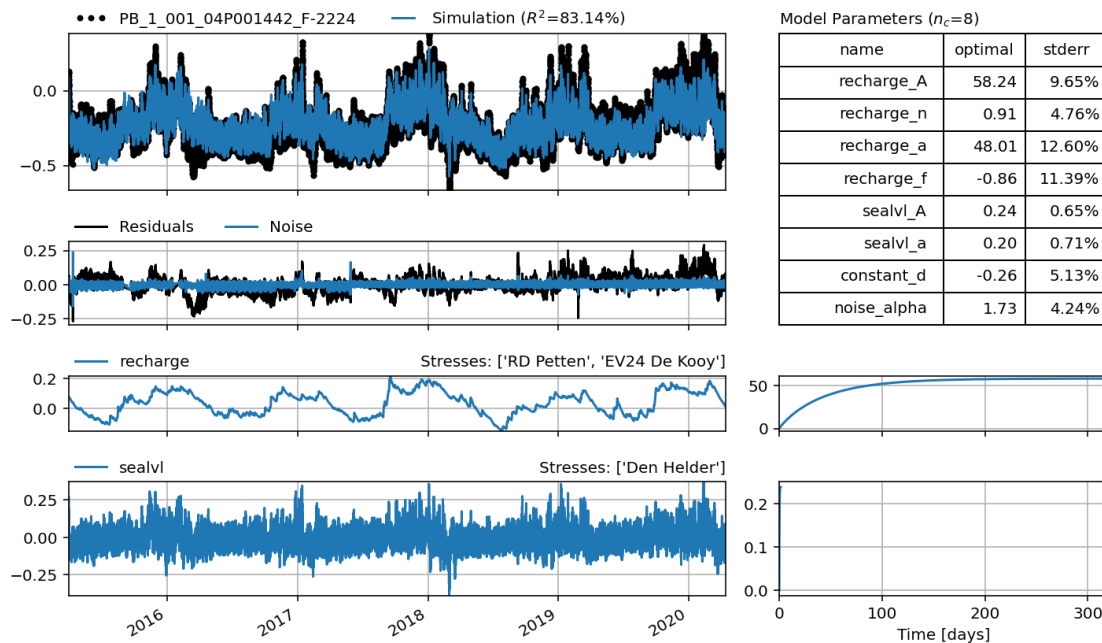 PB_1_001_04P001442_F-2224 Simulation (R²=83.14%)
0.0
−0.5
Residuals Noise
0.25
0.00
−0.25
recharge Stresses: ['RD Petten', 'EV24 De Kooy']
0.2
0.0
sealvl Stresses: ['Den Helder']
0.25
0.00
−0.25
2016 2017 2018 2019 2020
Model Parameters (n_c=8)
name optimal stderr
recharge_A 58.24 9.65%
recharge_n 0.91 4.76%
recharge_a 48.01 12.60%
recharge_f -0.86 11.39%
sealvl_A 0.24 0.65%
sealvl_a 0.20 0.71%
constant_d -0.26 5.13%
noise_alpha 1.73 4.24%
50
0
0.2
0.1
0.0
0 100 200 300
Time [days]